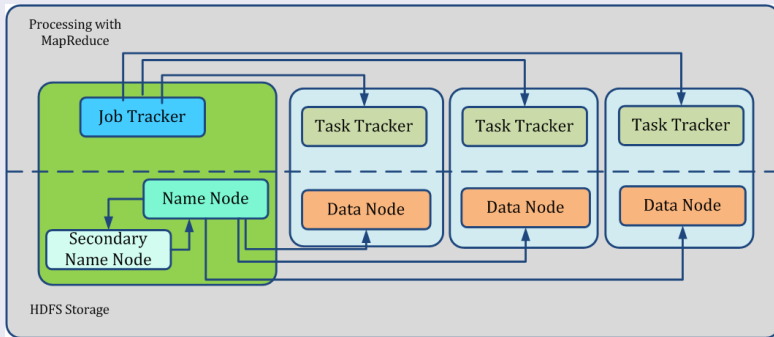 Processing with
MapReduce
Job Tracker
Task Tracker
Task Tracker
Task Tracker
Name Node
Data Node
Data Node
Data Node
Secondary
Name Node
HDFS Storage